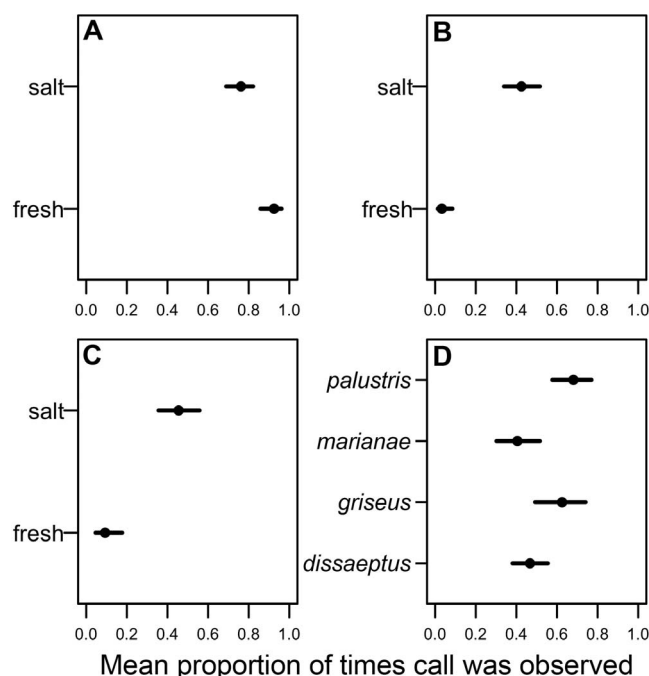 A
B
salt
salt
fresh
fresh
0.0 0.2 0.4 0.6 0.8 1.0
0.0 0.2 0.4 0.6 0.8 1.0
C
D
salt
fresh
palustris
marianae
griseus
dissaeptus
0.0 0.2 0.4 0.6 0.8 1.0
0.0 0.2 0.4 0.6 0.8 1.0
Mean proportion of times call was observed